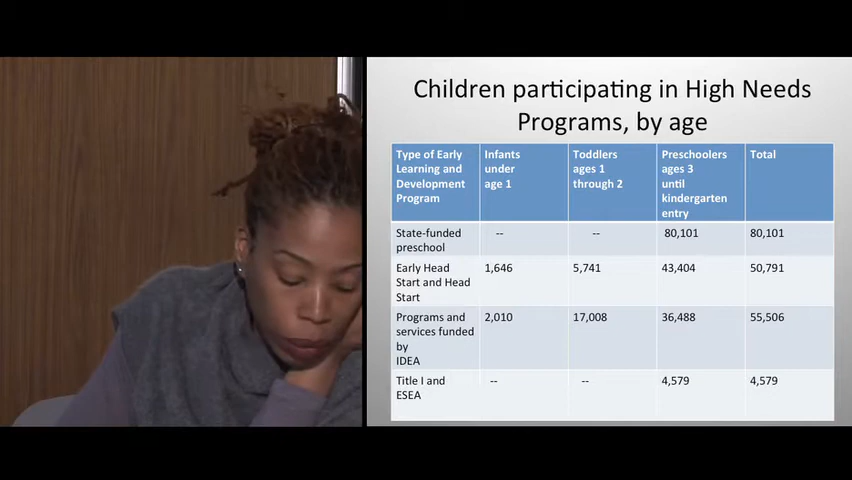 Children participating in High Needs
Programs, by age
Type of Early
Learning and
Development
Program
Infants
under
age 1
Toddlers
ages 1
through 2
Preschoolers
ages 3
until
kindergarten
entry
Total
State-funded
preschool
--
--
80,101
80,101
Early Head
Start and Head
Start
1,646
5,741
43,404
50,791
Programs and
services funded
by
IDEA
2,010
17,008
36,488
55,506
Title I and
ESEA
--
--
4,579
4,579